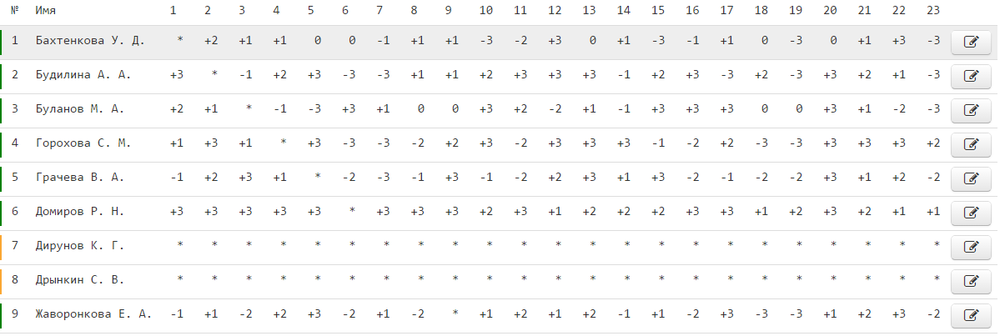 № Имя 1 2 3 4 5 6 7 8 9 10 11 12 13 14 15 16 17 18 19 20 21 22 23
1 Бахтенкова У. Д. * +2 +1 +1 0 0 -1 +1 +1 -3 -2 +3 0 +1 -3 -1 +1 0 -3 0 +1 +3 -3
2 Будилина А. А. +3 * -1 +2 +3 -3 -3 +1 +1 +2 +3 +3 +3 -1 +2 +3 -3 +2 -3 +3 +2 +1 -3
3 Буланов М. А. +2 +1 * -1 -3 +3 +1 0 0 +3 +2 -2 +1 -1 +3 +3 +3 0 0 +3 +1 -2 -3
4 Горохова С. М. +1 +3 +1 * +3 -3 -3 -2 +2 +3 -2 +3 +3 +3 -1 -2 +2 -3 -3 +3 +3 +3 +2
5 Грачева В. А. -1 +2 +3 +1 * -2 -3 -1 +3 -1 -2 +2 +3 +1 +3 -2 -1 -2 -2 +3 +1 +2 -2
6 Домиров Р. Н. +3 +3 +3 +3 +3 * +3 +3 +3 +2 +3 +1 +2 +2 +2 +3 +3 +1 +2 +3 +2 +1 +1
7 Дирунов К. Г. * * * * * * * * * * * * * * * * * * * * * * *
8 Дрынкин С. В. * * * * * * * * * * * * * * * * * * * * * * *
9 Жаворонкова Е. А. -1 +1 -2 +2 +3 -2 +1 -2 * +1 +2 +1 +2 -1 +1 -2 +3 -3 -3 +1 +2 +3 -2